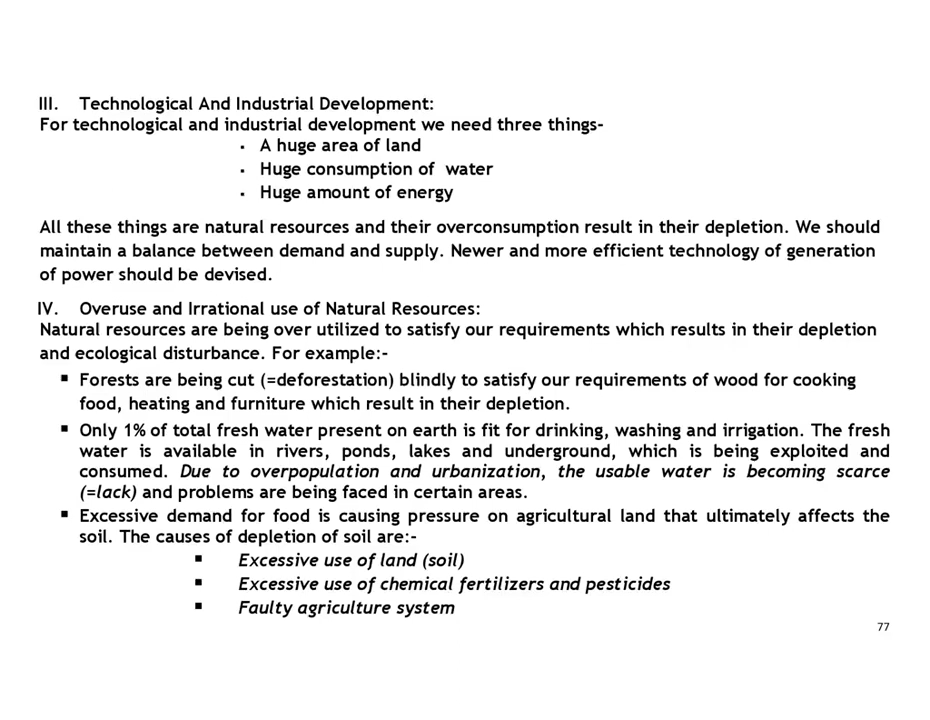 III. Technological And Industrial Development:
For technological and industrial development we need three things-
▪ A huge area of land
▪ Huge consumption of water
▪ Huge amount of energy
All these things are natural resources and their overconsumption result in their depletion. We should
maintain a balance between demand and supply. Newer and more efficient technology of generation
of power should be devised.
IV. Overuse and Irrational use of Natural Resources:
Natural resources are being over utilized to satisfy our requirements which results in their depletion
and ecological disturbance. For example:-
▪ Forests are being cut (=deforestation) blindly to satisfy our requirements of wood for cooking
food, heating and furniture which result in their depletion.
▪ Only 1% of total fresh water present on earth is fit for drinking, washing and irrigation. The fresh
water is available in rivers, ponds, lakes and underground, which is being exploited and
consumed. Due to overpopulation and urbanization, the usable water is becoming scarce
(=lack) and problems are being faced in certain areas.
▪ Excessive demand for food is causing pressure on agricultural land that ultimately affects the
soil. The causes of depletion of soil are:-
▪ Excessive use of land (soil)
▪ Excessive use of chemical fertilizers and pesticides
▪ Faulty agriculture system
77